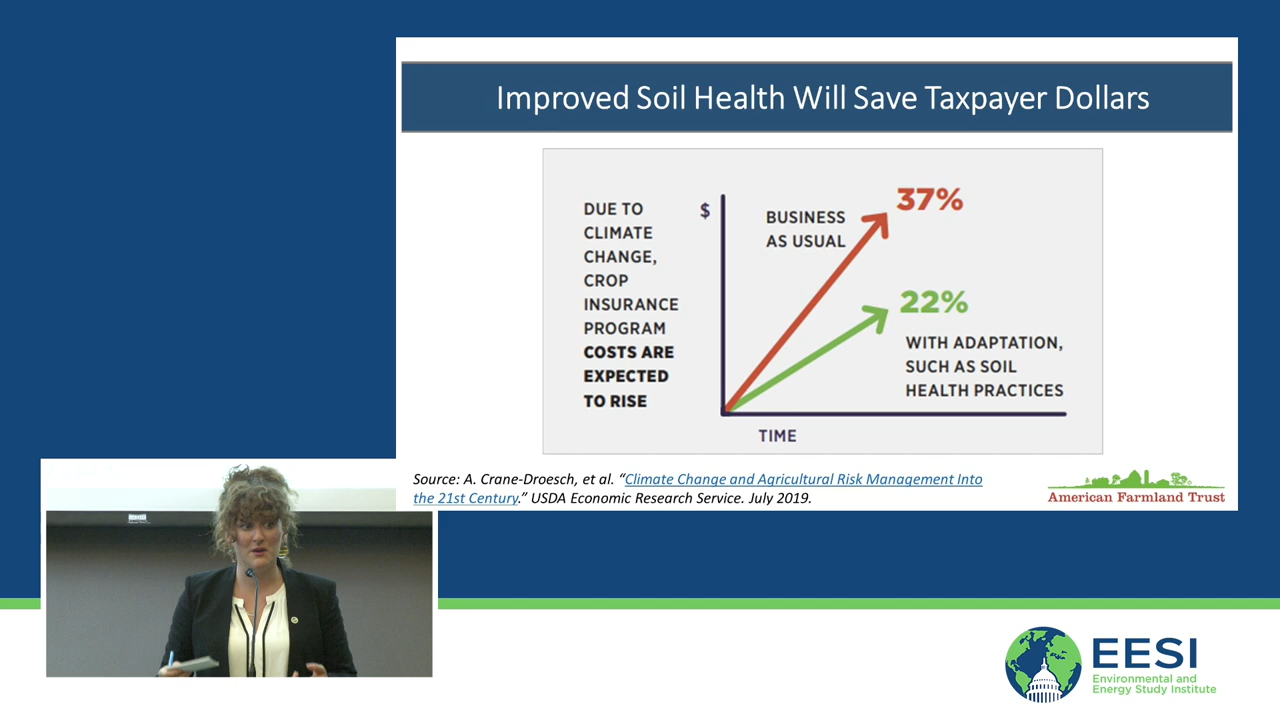 Improved Soil Health Will Save Taxpayer Dollars
DUE TO
CLIMATE
CHANGE,
CROP
INSURANCE
PROGRAM
COSTS ARE
EXPECTED
TO RISE
$
BUSINESS
AS USUAL
37%
22%
WITH ADAPTATION,
SUCH AS SOIL
HEALTH PRACTICES
TIME
Source: A. Crane-Droesch, et al. “Climate Change and Agricultural Risk Management Into
the 21st Century.” USDA Economic Research Service. July 2019.
American Farmland Trust
EESI
Environmental and
Energy Study Institute